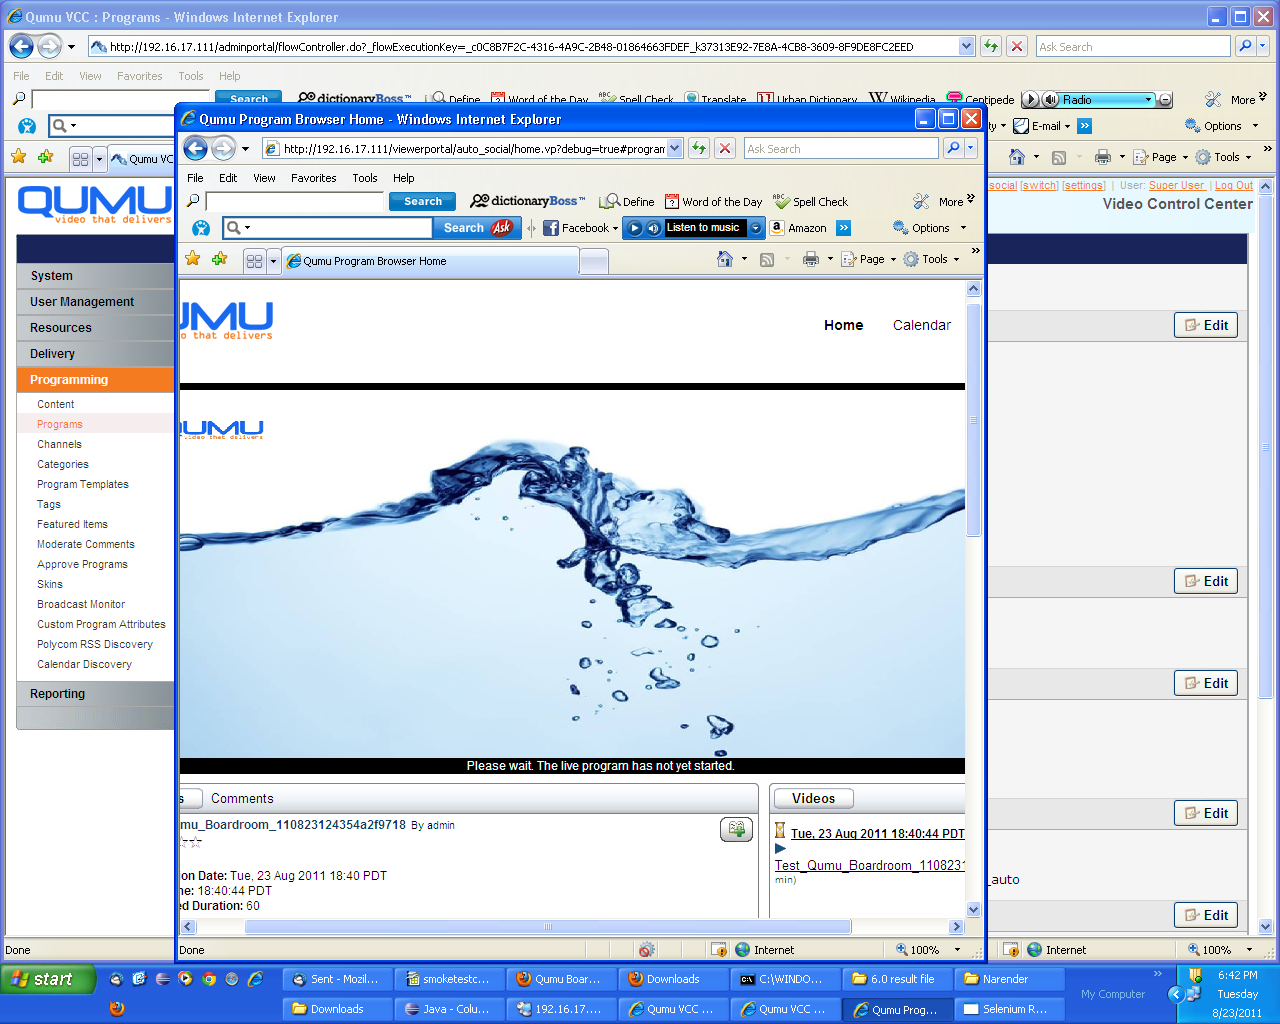 Qumu VCC : Programs - Windows Internet Explorer
http://192.16.17.111/adminportal/flowController.do?_flowExecutionKey=_c0C8B7F2C-4316-4A9C-2B48-01864663FDEF_k37313E92-7E8A-4CB8-3609-8F9DE8FC2EED
Ask Search
File Edit View Favorites Tools Help
Search dictionaryBoss™ Define Word of the Day Spell Check Translate Urban Dictionary Wikipedia Centipede Radio More
E-mail Options
Qumu VC
Page Tools
QUMU
video that delivers
social [switch] [settings] | User: Super User | Log Out
Video Control Center
System
User Management
Resources
Delivery
Programming
Content
Programs
Channels
Categories
Program Templates
Tags
Featured Items
Moderate Comments
Approve Programs
Skins
Broadcast Monitor
Custom Program Attributes
Polycom RSS Discovery
Calendar Discovery
Reporting
Edit
Edit
Edit
Edit
_auto
Edit
Done
Internet
100%
Qumu Program Browser Home - Windows Internet Explorer
http://192.16.17.111/viewerportal/auto_social/home.vp?debug=true#program
Ask Search
File Edit View Favorites Tools Help
Search dictionaryBoss™ Define Word of the Day Spell Check More
Search Ask Facebook Listen to music Amazon Options
Qumu Program Browser Home
Page Tools
UMU
o that delivers
Home Calendar
QUMU
video that delivers
Please wait. The live program has not yet started.
s Comments
mu_Boardroom_110823124354a2f9718 By admin
on Date: Tue, 23 Aug 2011 18:40 PDT
me: 18:40:44 PDT
ed Duration: 60
Videos
Tue, 23 Aug 2011 18:40:44 PDT
Test_Qumu_Boardroom_110823
min)
Done
Internet
100%
start
Sent - Mozil...
smoketestc...
Qumu Boar...
Downloads
C:\WINDO...
6.0 result file
Narender
Downloads
Java - Colu...
192.16.17....
Qumu VCC ...
Qumu VCC ...
Qumu Prog...
Selenium R...
My Computer
6:42 PM
Tuesday
8/23/2011